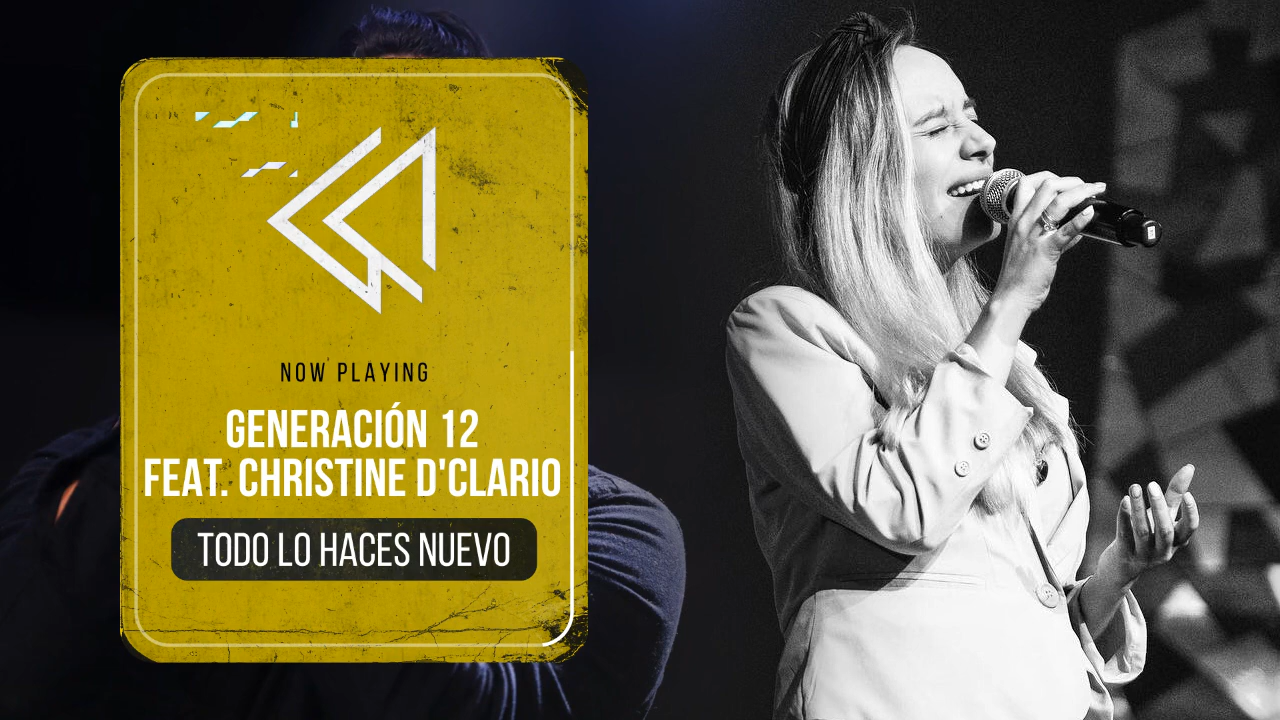 NOW PLAYING
GENERACIÓN 12
FEAT. CHRISTINE D'CLARIO
TODO LO HACES NUEVO